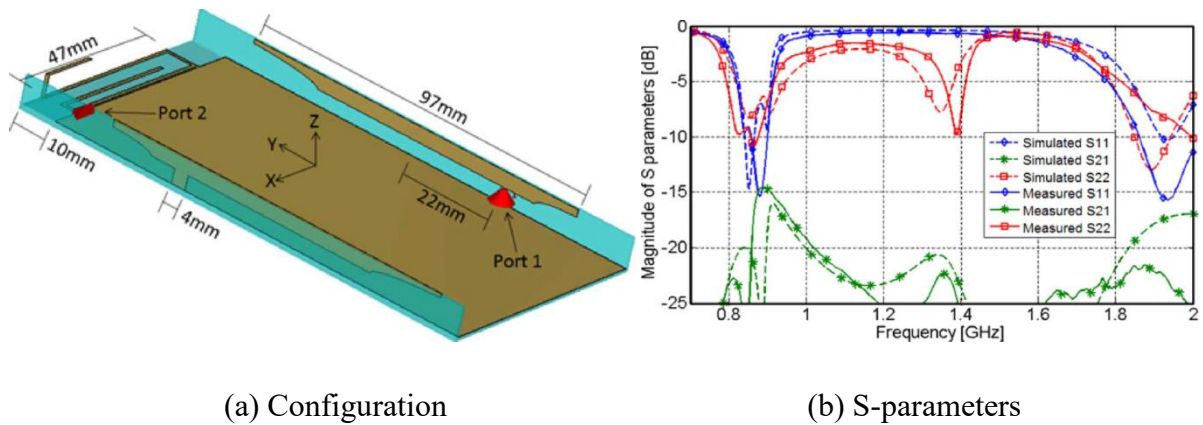 47mm
Port 2
10mm
4mm
97mm
22mm
Port 1
Z
Y
X
Magnitude of S parameters [dB]
0
-5
-10
-15
-20
-25
Simulated S11
Simulated S21
Simulated S22
Measured S11
Measured S21
Measured S22
0.8
1
1.2
1.4
1.6
1.8
2
Frequency [GHz]
(a) Configuration
(b) S-parameters